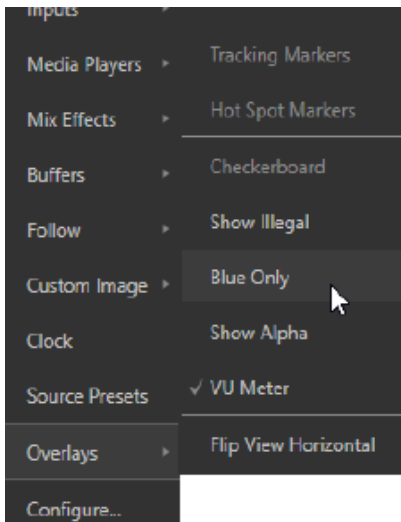 Inputs
Media Players
Mix Effects
Buffers
Follow
Custom Image
Clock
Source Presets
Overlays
Configure...
Tracking Markers
Hot Spot Markers
Checkerboard
Show Illegal
Blue Only
Show Alpha
✓ VU Meter
Flip View Horizontal